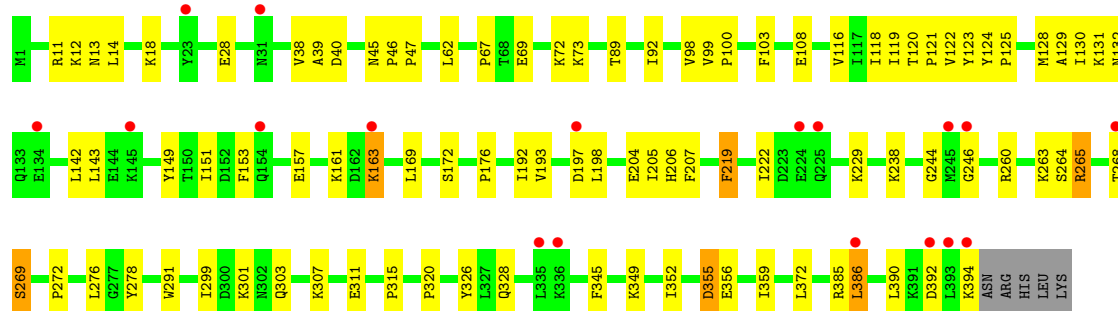 M1 R11 K12 N13 L14 K18 Y23 E28 N31 V38 A39 D40 N45 P46 P47 L62 P67 T68 E69 K72 K73 T89 I92 V98 V99 P100 F103 E108 V116 I117 I118 I119 T120 P121 V122 Y123 Y124 P125 M128 A129 I130 K131
Q133 E134 L142 L143 E144 K145 Y149 T150 I151 D152 F153 Q154 E157 K161 D162 K163 L169 S172 P176 I192 V193 D197 L198 E204 I205 H206 F207 F219 I222 D223 E224 Q225 K229 K238 G244 M245 G246 R260 K263 S264 R265
S269 P272 L276 G277 Y278 W291 I299 D300 K301 N302 Q303 K307 E311 P315 P320 Y326 L327 Q328 L335 K336 F345 K349 I352 D355 E356 I359 L372 R385 L386 L390 K391 D392 L393 K394 ASN ARG HIS LEU LYS